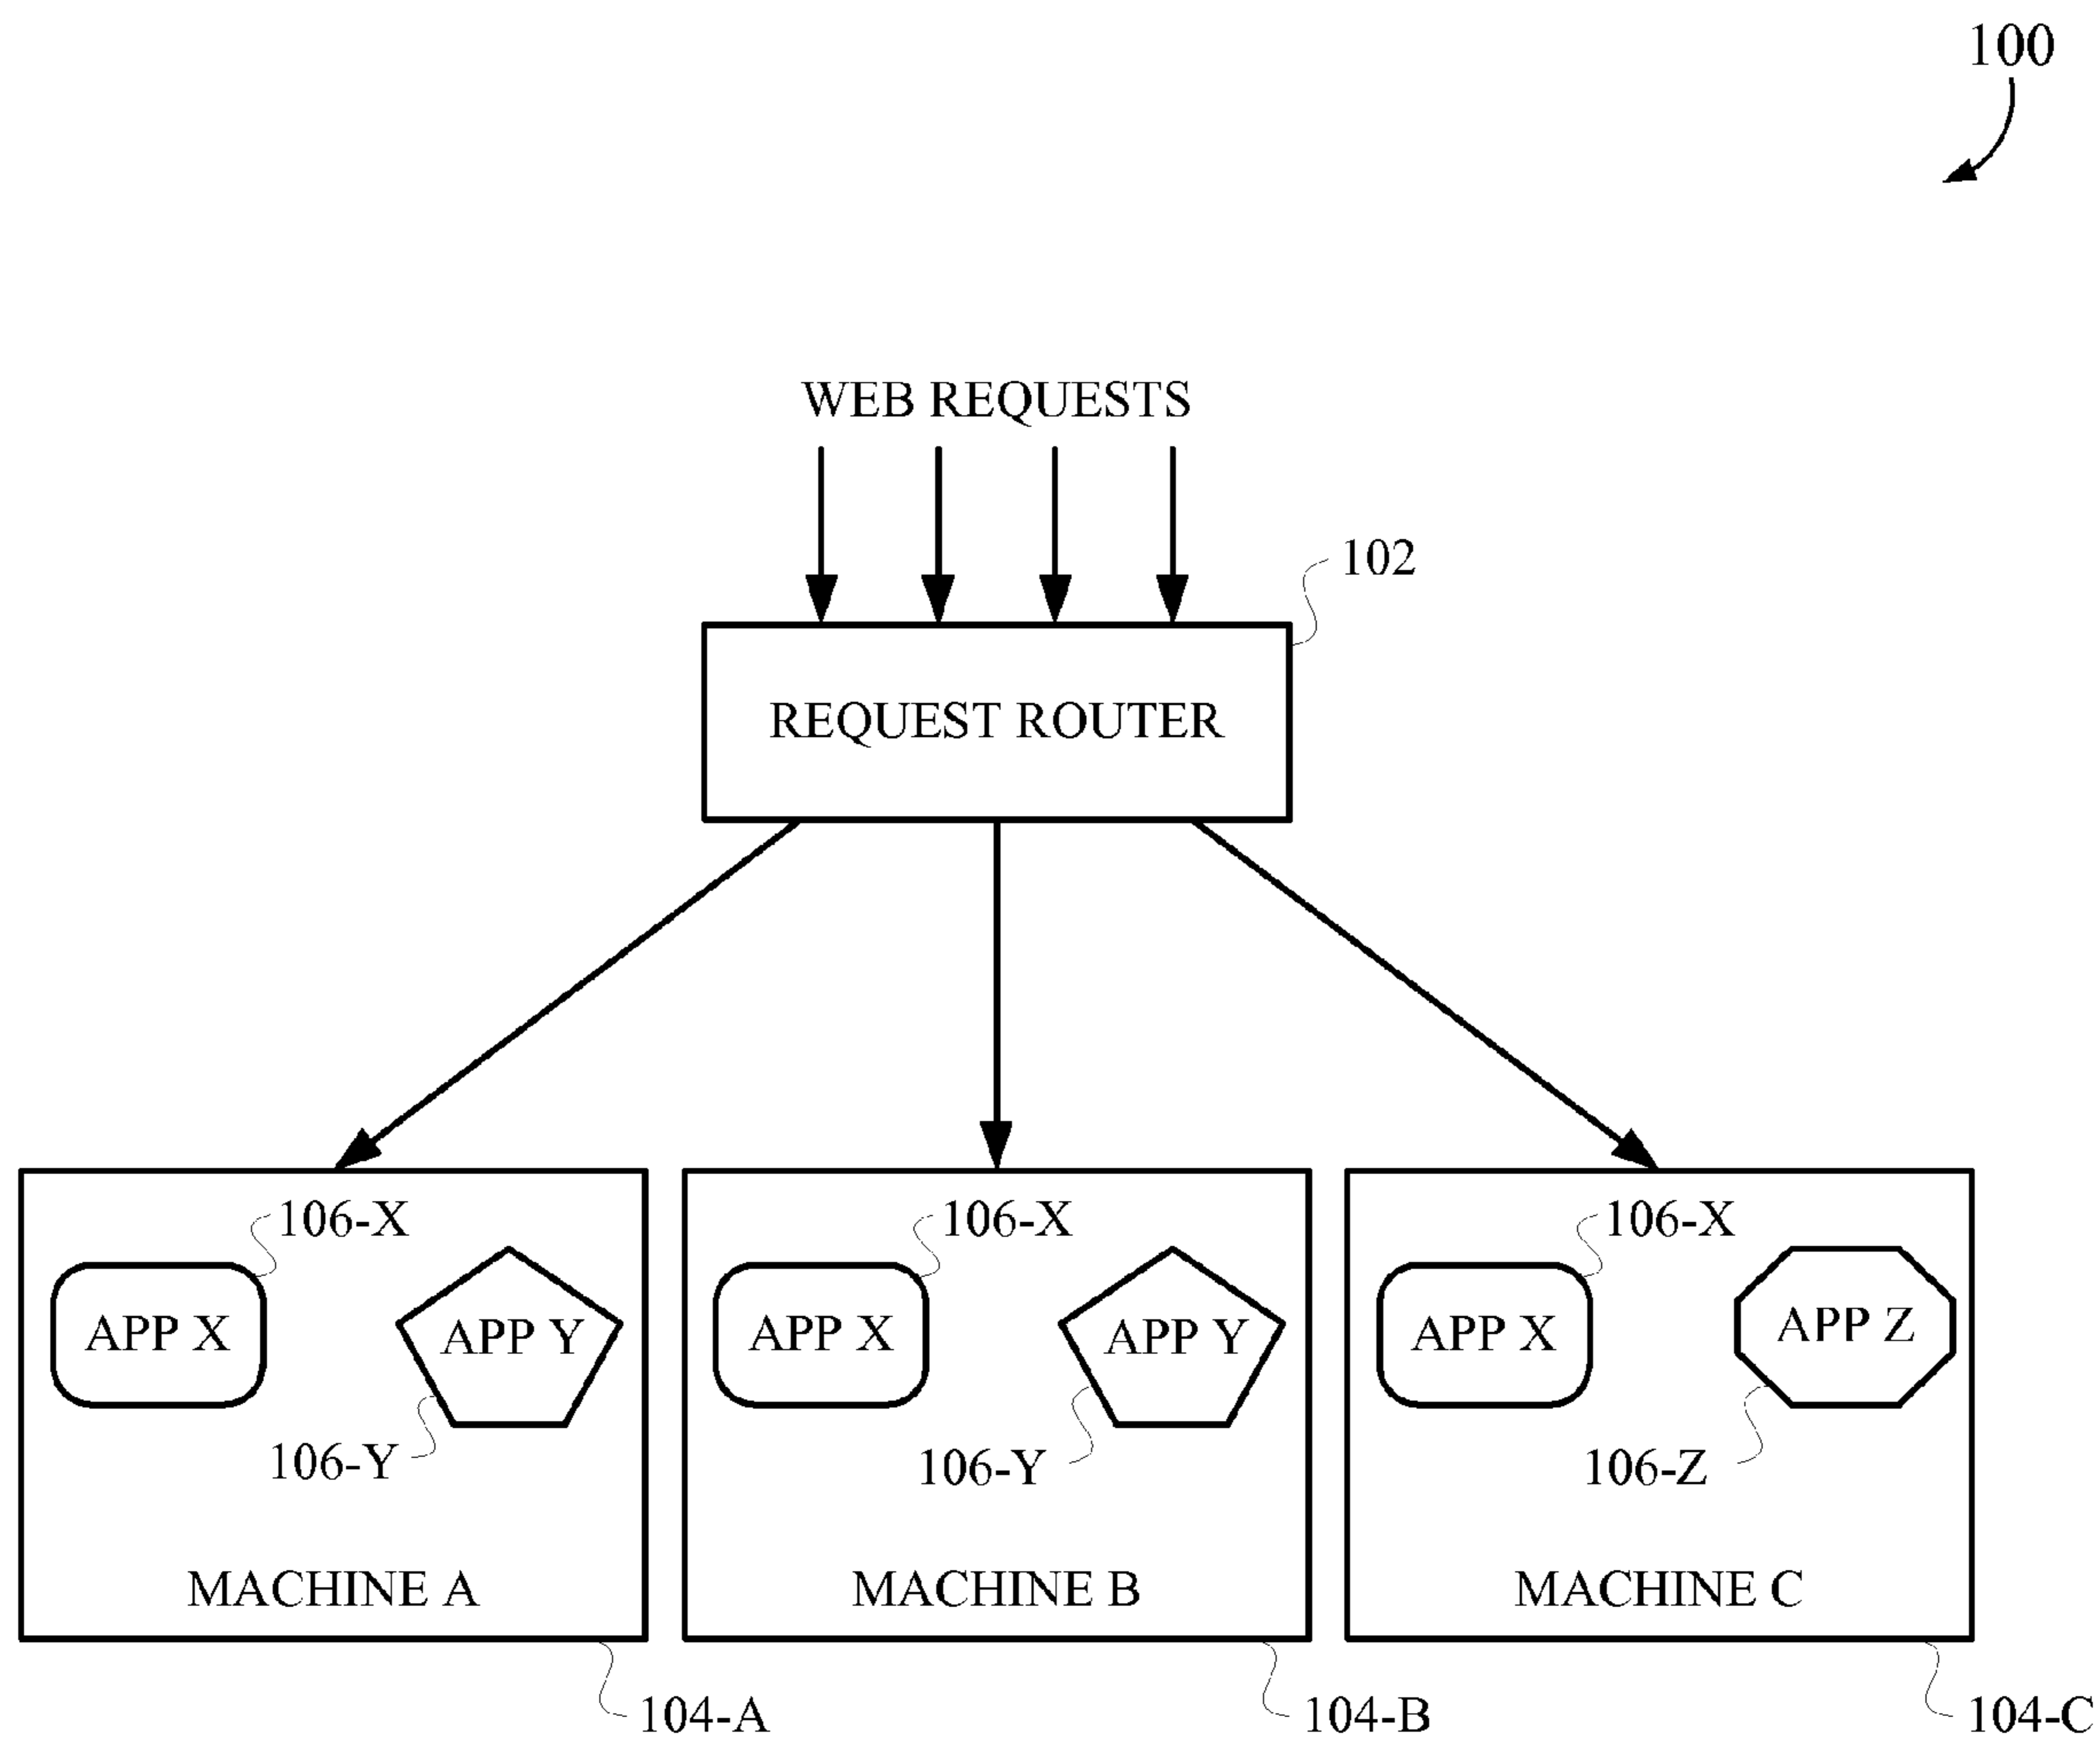 100
WEB REQUESTS
102
REQUEST ROUTER
106-X
106-X
106-X
APP X
APP Y
APP X
APP Y
APP X
APP Z
106-Y
106-Y
106-Z
MACHINE A
MACHINE B
MACHINE C
104-A
104-B
104-C